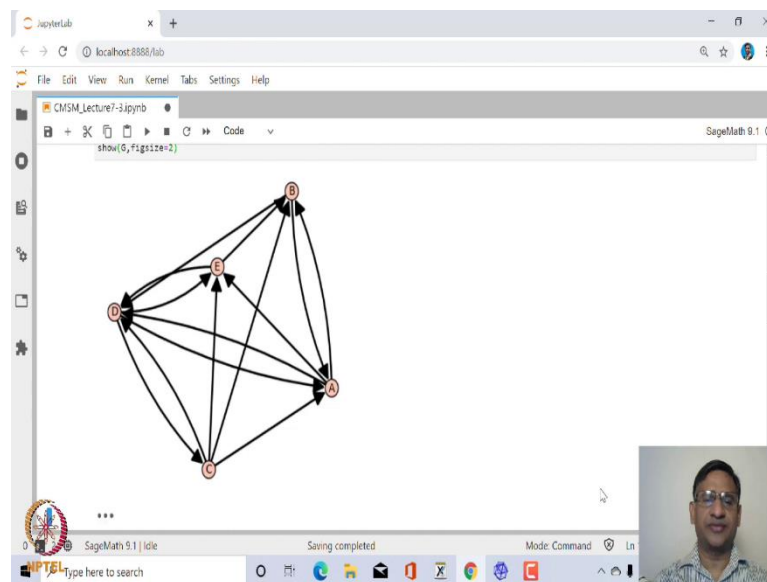 JupyterLab
localhost:8888/lab
File Edit View Run Kernel Tabs Settings Help
CMSM_Lecture7-3.ipynb
Code
SageMath 9.1
show(G,figsize=2)
B
E
D
A
C
SageMath 9.1 | Idle
Saving completed
Mode: Command
Ln
NPTEL
Type here to search